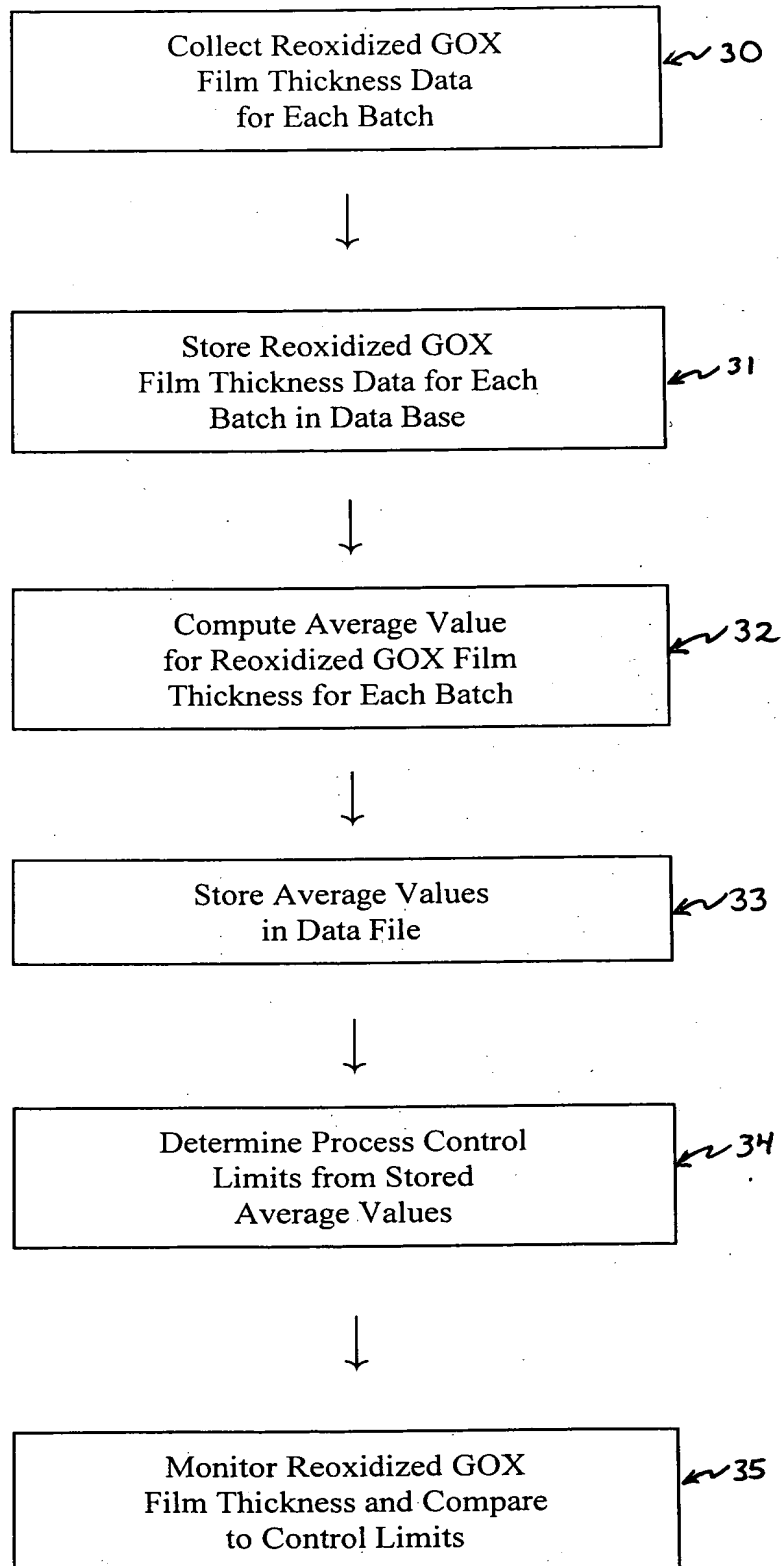 Collect Reoxidized GOX
Film Thickness Data
for Each Batch
30
Store Reoxidized GOX
Film Thickness Data for Each
Batch in Data Base
31
Compute Average Value
for Reoxidized GOX Film
Thickness for Each Batch
32
Store Average Values
in Data File
33
Determine Process Control
Limits from Stored
Average Values
34
Monitor Reoxidized GOX
Film Thickness and Compare
to Control Limits
35